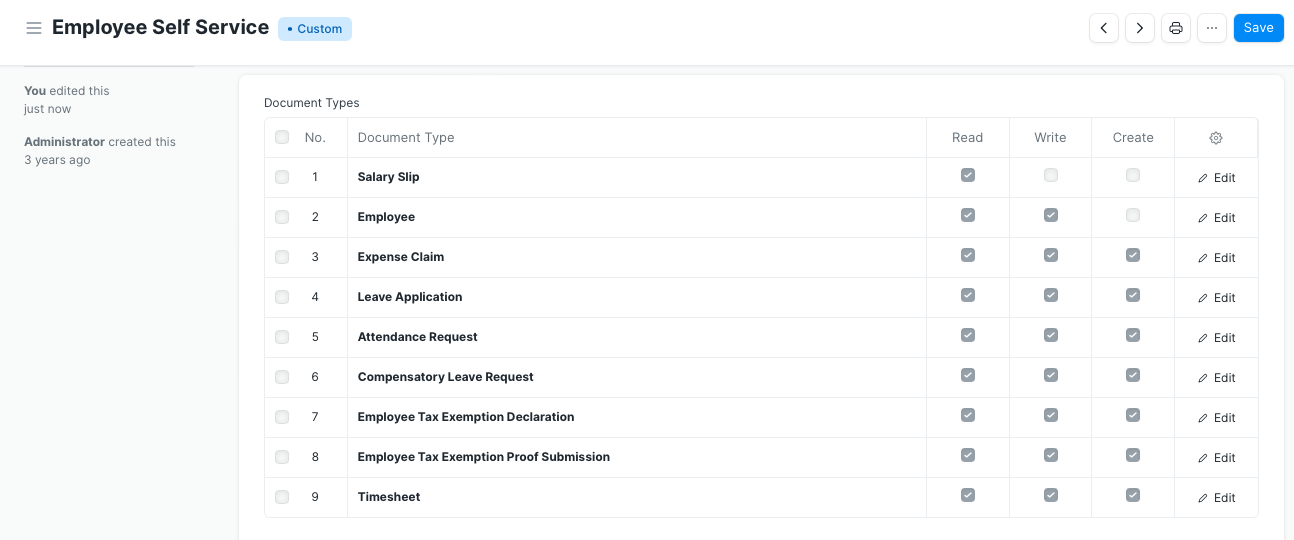 Employee Self Service • Custom ... Save
You edited this
just now
Administrator created this
3 years ago
Document Types
No. Document Type Read Write Create
1 Salary Slip Edit
2 Employee Edit
3 Expense Claim Edit
4 Leave Application Edit
5 Attendance Request Edit
6 Compensatory Leave Request Edit
7 Employee Tax Exemption Declaration Edit
8 Employee Tax Exemption Proof Submission Edit
9 Timesheet Edit